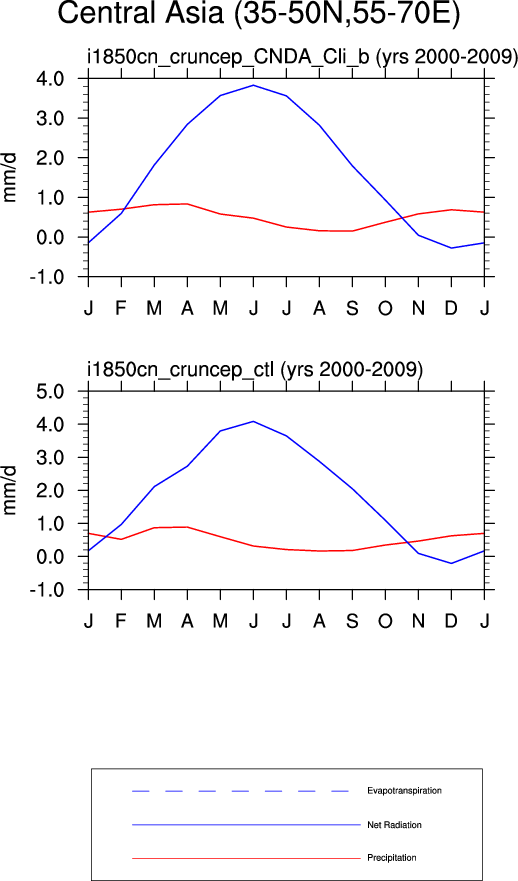 Central Asia (35-50N,55-70E)
i1850cn_cruncep_CNDA_Cli_b (yrs 2000-2009)
4.0
3.0
2.0
1.0
0.0
-1.0
mm/d
J F M A M J J A S O N D J
i1850cn_cruncep_ctl (yrs 2000-2009)
5.0
4.0
3.0
2.0
1.0
0.0
-1.0
mm/d
J F M A M J J A S O N D J
Evapotranspiration
Net Radiation
Precipitation